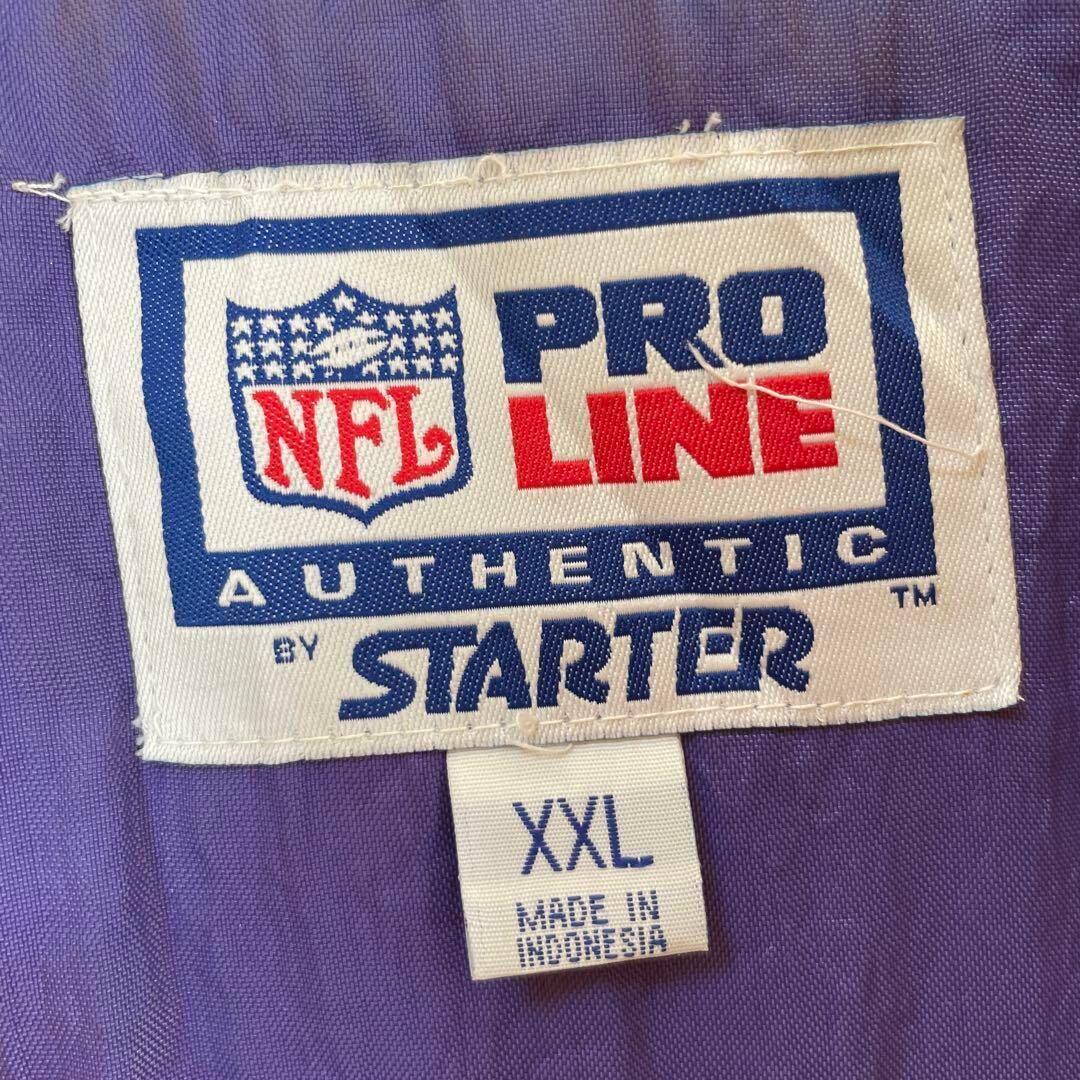 NFL
PRO
LINE
AUTHENTIC
TM
BY STARTER
XXL
MADE IN
INDONESIA